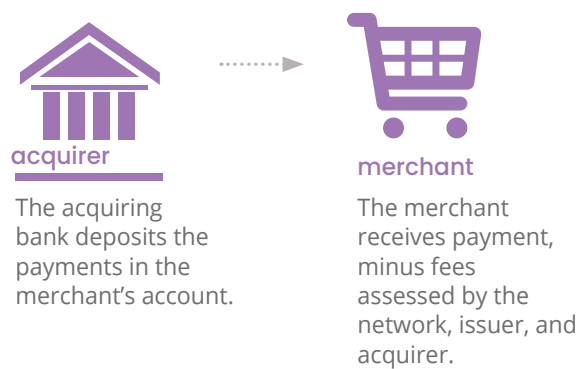 acquirer
The acquiring
bank deposits the
payments in the
merchant's account.
merchant
The merchant
receives payment,
minus fees
assessed by the
network, issuer, and
acquirer.